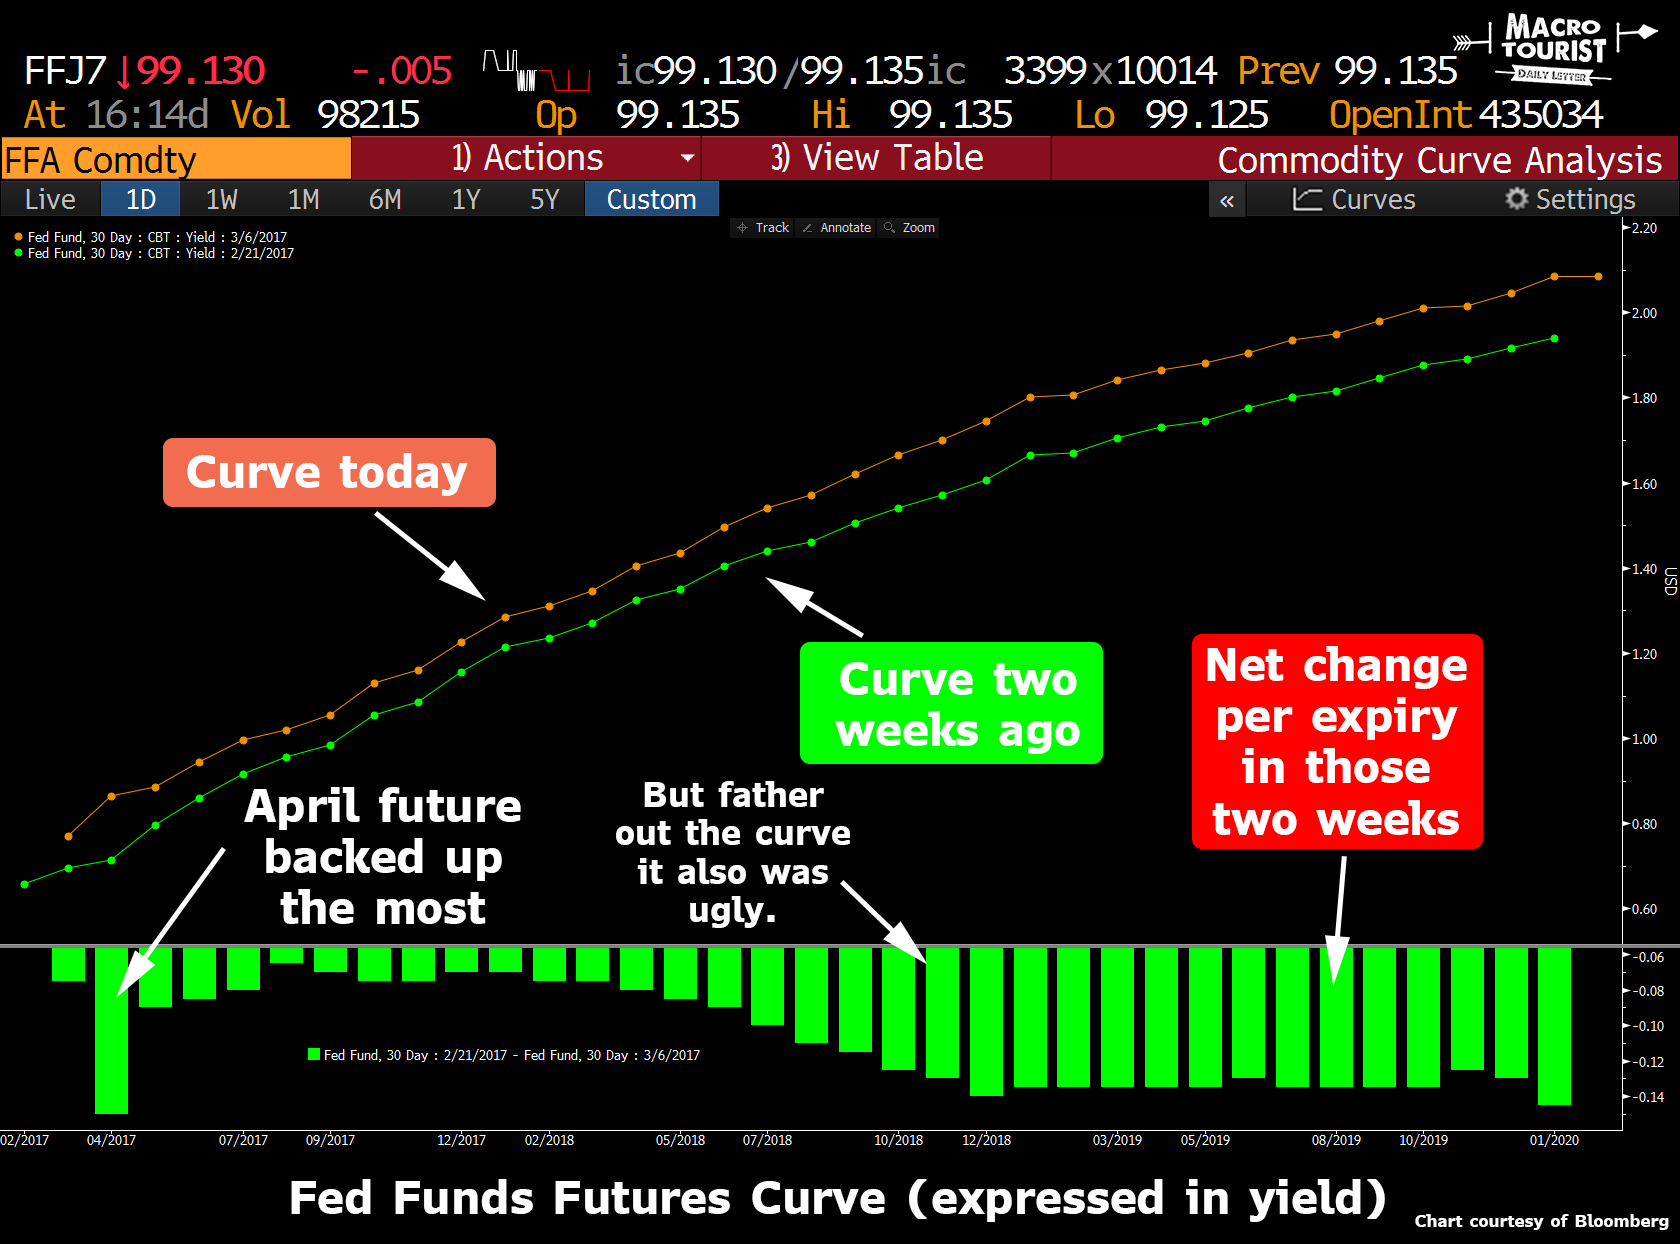 MACRO
TOURIST
DAILY LETTER
FFJ7 ↓99.130 -.005 ic99.130/99.135ic 3399x10014 Prev 99.135
At 16:14d Vol 98215 Op 99.135 Hi 99.135 Lo 99.125 OpenInt 435034
FFA Comdty 1) Actions 3) View Table Commodity Curve Analysis
Live 1D 1W 1M 6M 1Y 5Y Custom « Curves Settings
Track Annotate Zoom
Fed Fund, 30 Day : CBT : Yield : 3/6/2017
Fed Fund, 30 Day : CBT : Yield : 2/21/2017
2.20
2.00
1.80
1.60
1.40
1.20
1.00
0.80
0.60
USD
Curve today
Curve two
weeks ago
Net change
per expiry
in those
two weeks
April future
backed up
the most
But father
out the curve
it also was
ugly.
-0.06
-0.08
-0.10
-0.12
-0.14
Fed Fund, 30 Day : 2/21/2017 - Fed Fund, 30 Day : 3/6/2017
02/2017 04/2017 07/2017 09/2017 12/2017 02/2018 05/2018 07/2018 10/2018 12/2018 03/2019 05/2019 08/2019 10/2019 01/2020
Fed Funds Futures Curve (expressed in yield)
Chart courtesy of Bloomberg